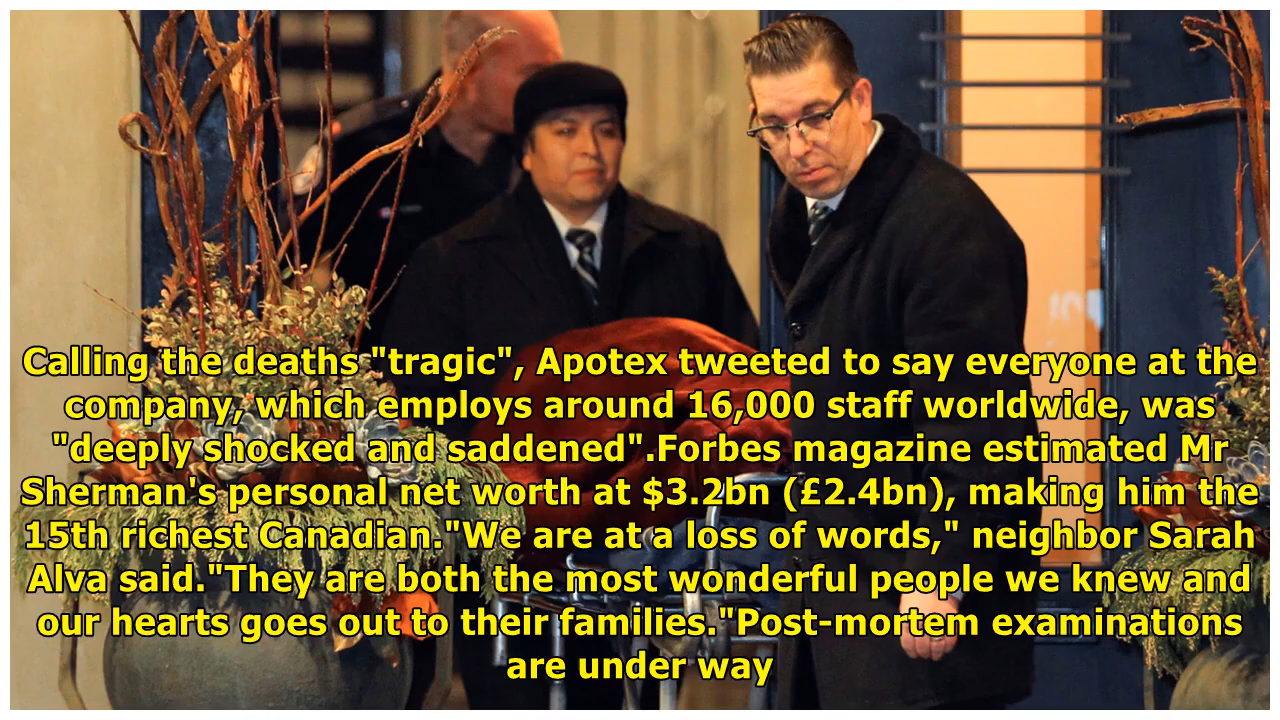 Calling the deaths "tragic", Apotex tweeted to say everyone at the
company, which employs around 16,000 staff worldwide, was
"deeply shocked and saddened".Forbes magazine estimated Mr
Sherman's personal net worth at $3.2bn (£2.4bn), making him the
15th richest Canadian."We are at a loss of words," neighbor Sarah
Alva said."They are both the most wonderful people we knew and
our hearts goes out to their families."Post-mortem examinations
are under way